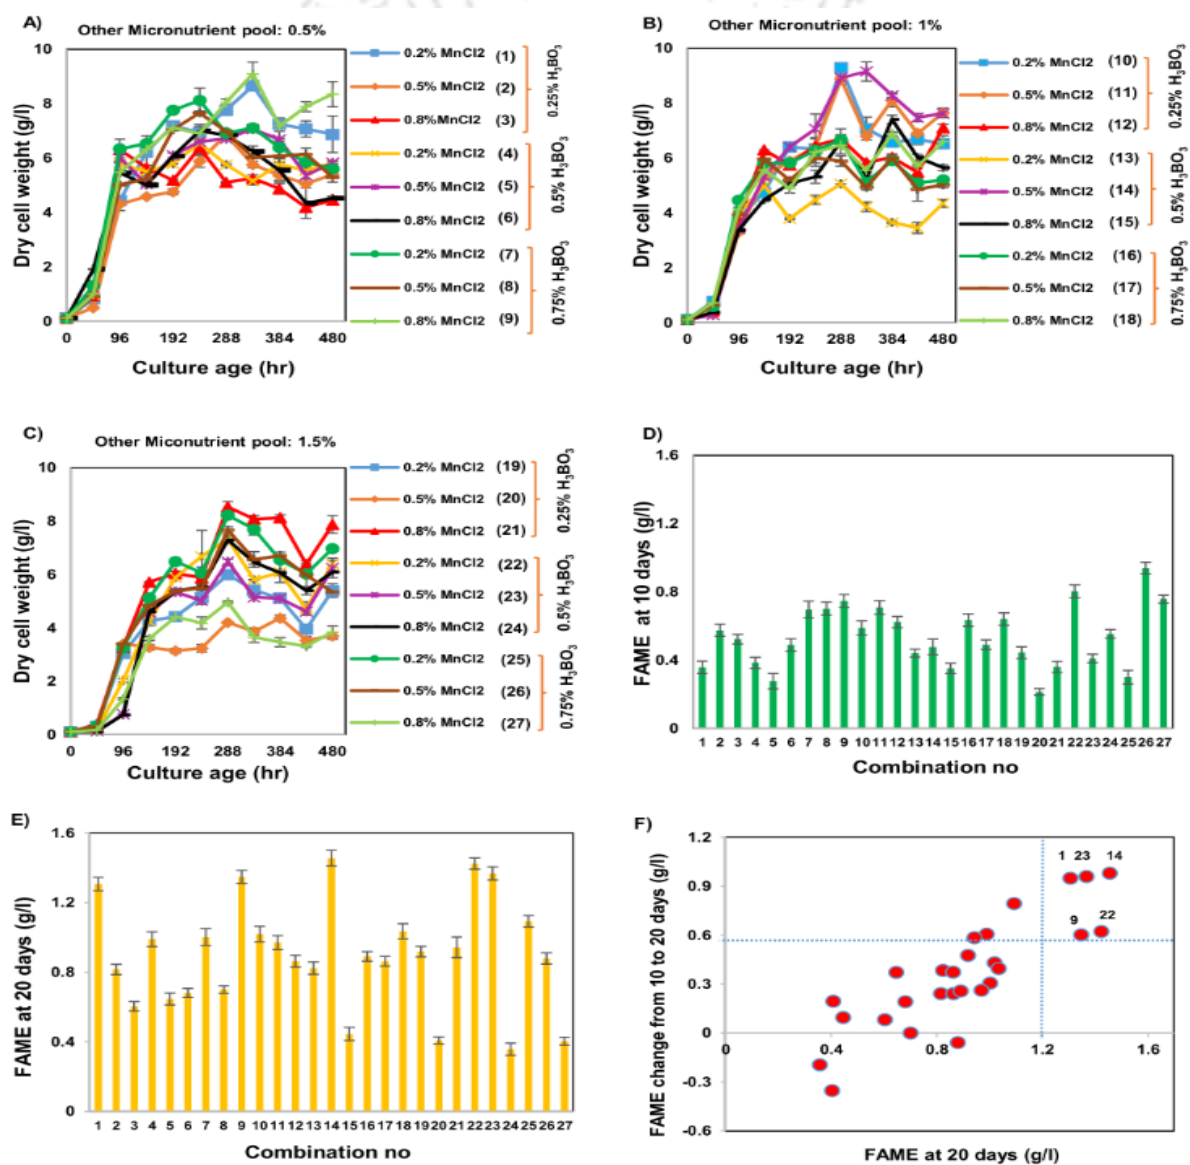 A)
Other Micronutrient pool: 0.5%
10
8
6
4
2
0
0 96 192 288 384 480
Dry cell weight (g/l)
Culture age (hr)
0.2% MnCl2 (1)
0.5% MnCl2 (2)
0.8%MnCl2 (3)
0.2% MnCl2 (4)
0.5% MnCl2 (5)
0.8% MnCl2 (6)
0.2% MnCl2 (7)
0.5% MnCl2 (8)
0.8% MnCl2 (9)
0.25% H3BO3
0.5% H3BO3
0.75% H3BO3
B)
Other Micronutrient pool: 1%
10
8
6
4
2
0
0 96 192 288 384 480
Dry cell weight (g/l)
Culture age (hr)
0.2% MnCl2 (10)
0.5% MnCl2 (11)
0.8% MnCl2 (12)
0.2% MnCl2 (13)
0.5% MnCl2 (14)
0.8% MnCl2 (15)
0.2% MnCl2 (16)
0.5% MnCl2 (17)
0.8% MnCl2 (18)
0.25% H3BO3
0.5% H3BO3
0.75% H3BO3
C)
Other Miconutrient pool: 1.5%
10
8
6
4
2
0
0 96 192 288 384 480
Dry cell weight (g/l)
Culture age (hr)
0.2% MnCl2 (19)
0.5% MnCl2 (20)
0.8% MnCl2 (21)
0.2% MnCl2 (22)
0.5% MnCl2 (23)
0.8% MnCl2 (24)
0.2% MnCl2 (25)
0.5% MnCl2 (26)
0.8% MnCl2 (27)
0.25% H3BO3
0.5% H3BO3
0.75% H3BO3
D)
1.6
1.2
0.8
0.4
0
FAME at 10 days (g/l)
1 2 3 4 5 6 7 8 9 10 11 12 13 14 15 16 17 18 19 20 21 22 23 24 25 26 27
Combination no
E)
1.6
1.2
0.8
0.4
0
FAME at 20 days (g/l)
1 2 3 4 5 6 7 8 9 10 11 12 13 14 15 16 17 18 19 20 21 22 23 24 25 26 27
Combination no
F)
1.2
0.9
0.6
0.3
0
-0.3
-0.6
FAME change from 10 to 20 days (g/l)
1 23 14
9 22
0 0.4 0.8 1.2 1.6
FAME at 20 days (g/l)